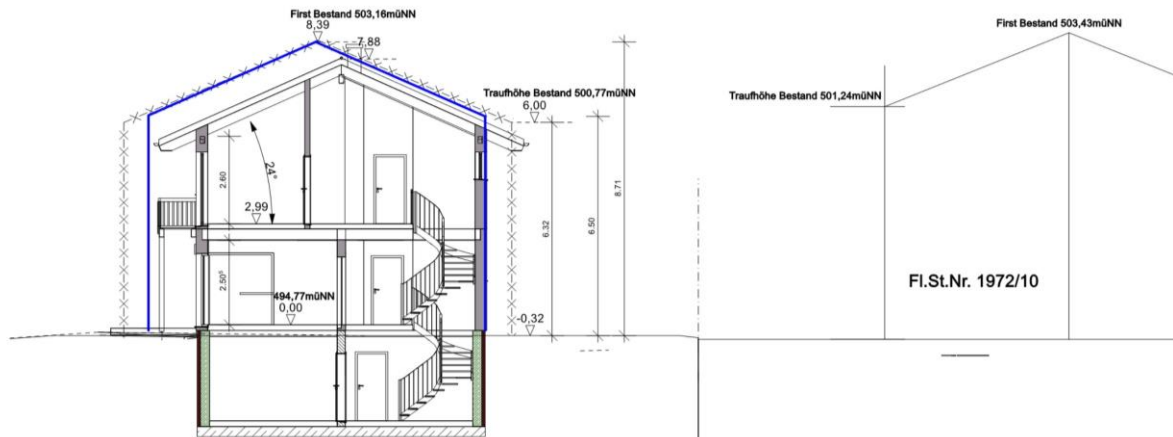 First Bestand 503,16müNN
8,39
7,88
First Bestand 503,43müNN
Traufhöhe Bestand 500,77müNN
6,00
Traufhöhe Bestand 501,24müNN
24°
2.60
2,99
8.71
6.32
6.50
2.50⁵
494,77müNN
0,00
-0,32
Fl.St.Nr. 1972/10